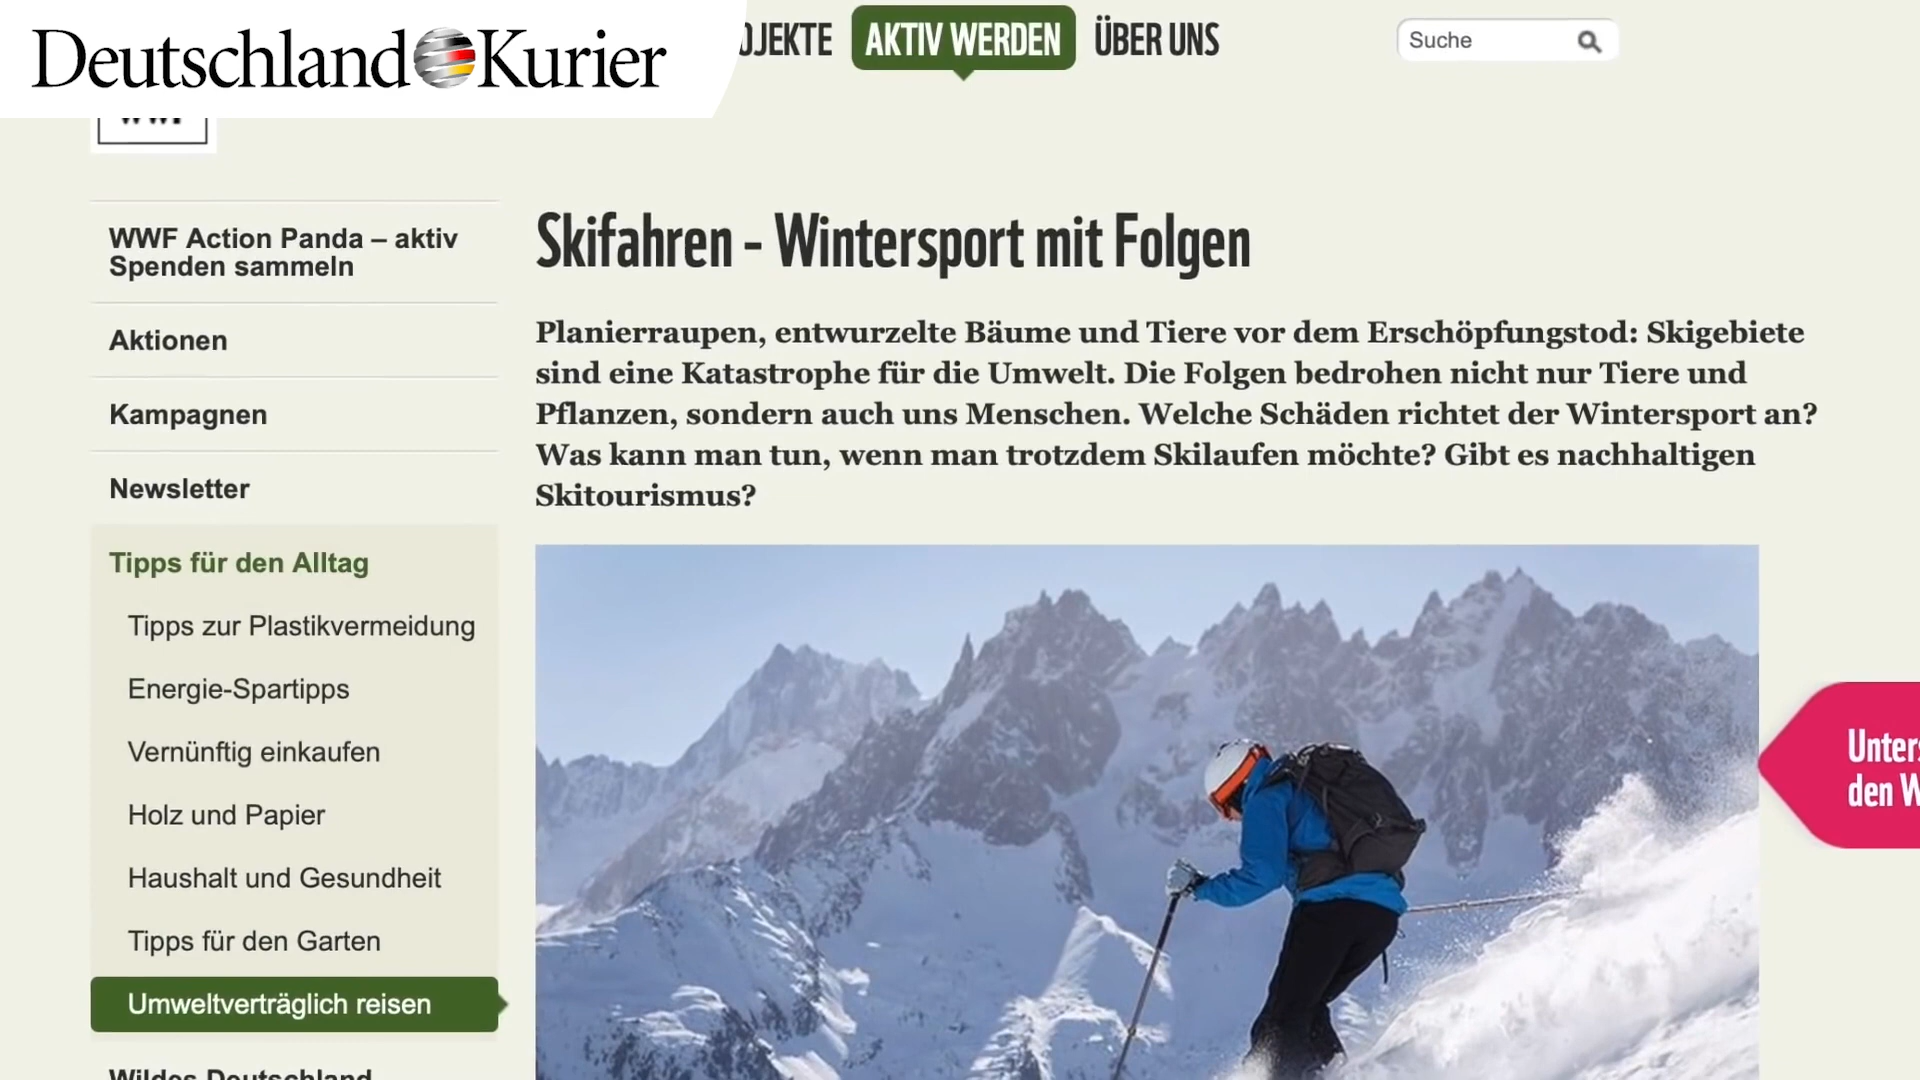 Deutschland Kurier
AKTIV WERDEN
ÜBER UNS
Suche
WWF Action Panda – aktiv
Spenden sammeln
Aktionen
Kampagnen
Newsletter
Tipps für den Alltag
Tipps zur Plastikvermeidung
Energie-Spartipps
Vernünftig einkaufen
Holz und Papier
Haushalt und Gesundheit
Tipps für den Garten
Umweltverträglich reisen
Wildes Deutschland
Skifahren - Wintersport mit Folgen
Planierraupen, entwurzelte Bäume und Tiere vor dem Erschöpfungstod: Skigebiete
sind eine Katastrophe für die Umwelt. Die Folgen bedrohen nicht nur Tiere und
Pflanzen, sondern auch uns Menschen. Welche Schäden richtet der Wintersport an?
Was kann man tun, wenn man trotzdem Skilaufen möchte? Gibt es nachhaltigen
Skitourismus?
den